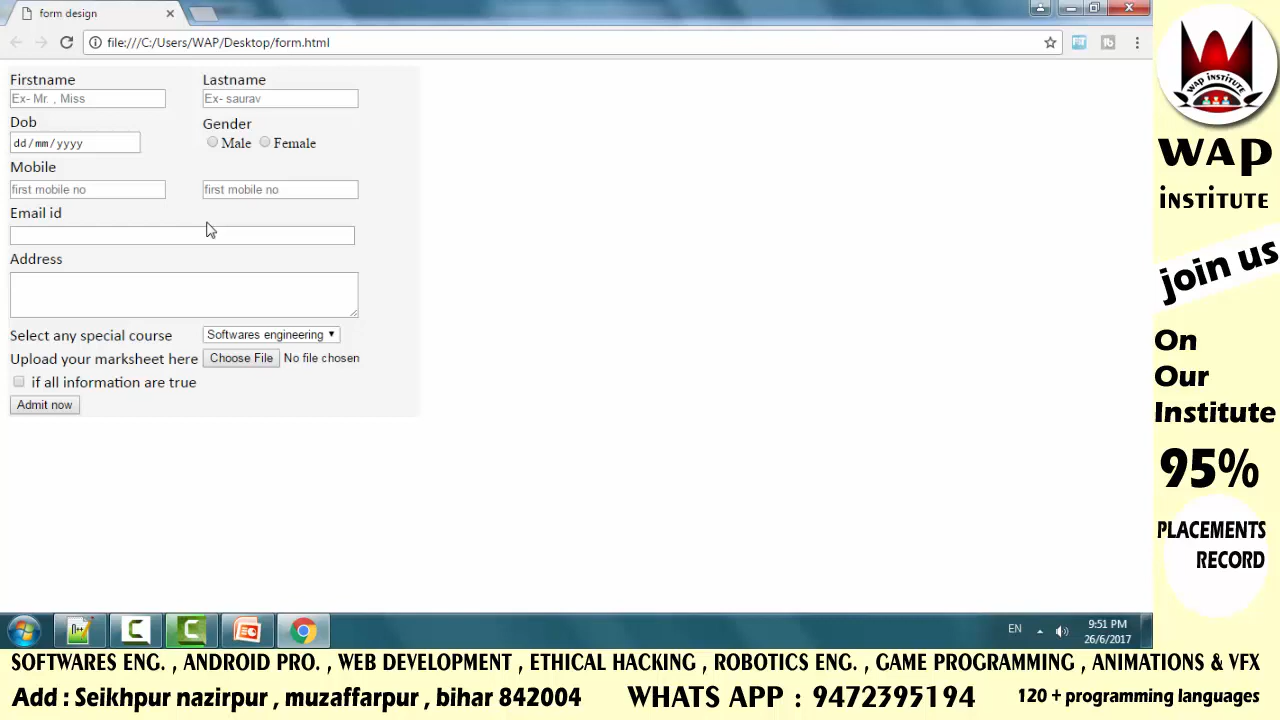 form design
file:///C:/Users/WAP/Desktop/form.html
Firstname Lastname
Ex- Mr. , Miss Ex- saurav
Dob Gender
dd/mm/yyyy Male Female
Mobile
first mobile no first mobile no
Email id
Address
Select any special course Softwares engineering
Upload your marksheet here Choose File No file chosen
if all information are true
Admit now
wap institute
WAP
institute
join us
On
Our
Institute
95%
PLACEMENTS
RECORD
EN 9:51 PM
26/6/2017
SOFTWARES ENG. , ANDROID PRO. , WEB DEVELOPMENT , ETHICAL HACKING , ROBOTICS ENG. , GAME PROGRAMMING , ANIMATIONS & VFX
Add : Seikhpur nazirpur , muzaffarpur , bihar 842004 WHATS APP : 9472395194 120 + programming languages